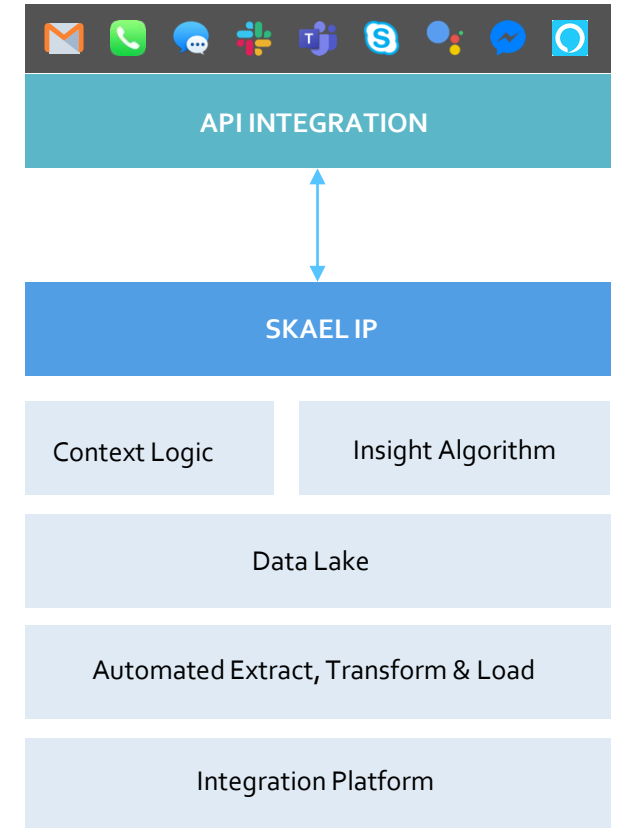 API INTEGRATION
SKAEL IP
Context Logic
Insight Algorithm
Data Lake
Automated Extract, Transform & Load
Integration Platform